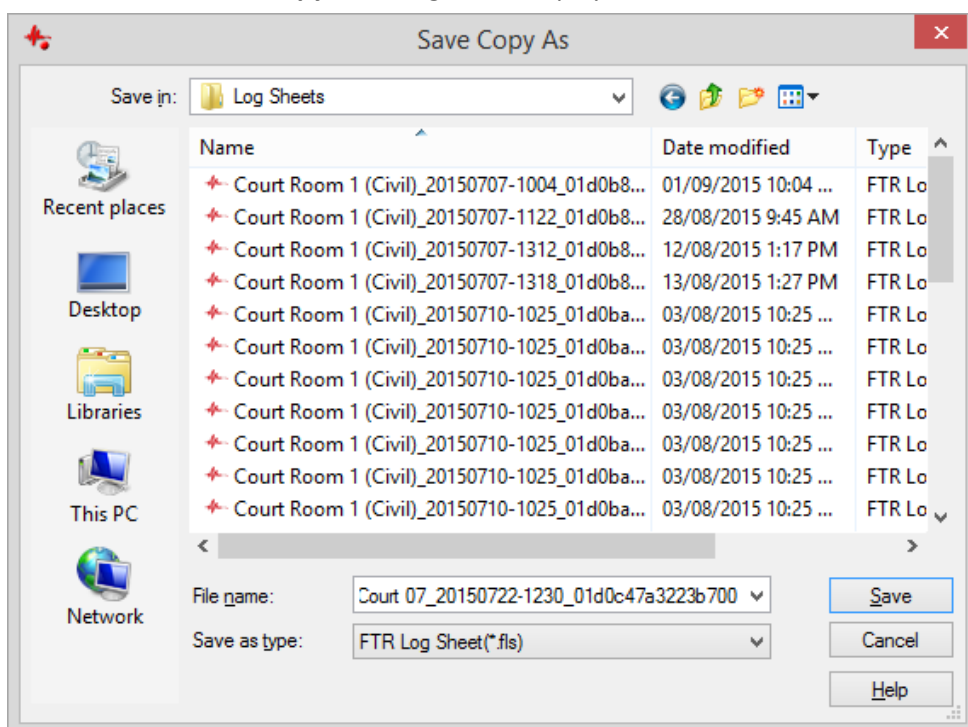 Save Copy As
Save in: Log Sheets
Name Date modified Type
Court Room 1 (Civil)_20150707-1004_01d0b8... 01/09/2015 10:04 ... FTR Lo
Court Room 1 (Civil)_20150707-1122_01d0b8... 28/08/2015 9:45 AM FTR Lo
Court Room 1 (Civil)_20150707-1312_01d0b8... 12/08/2015 1:17 PM FTR Lo
Court Room 1 (Civil)_20150707-1318_01d0b8... 13/08/2015 1:27 PM FTR Lo
Court Room 1 (Civil)_20150710-1025_01d0ba... 03/08/2015 10:25 ... FTR Lo
Court Room 1 (Civil)_20150710-1025_01d0ba... 03/08/2015 10:25 ... FTR Lo
Court Room 1 (Civil)_20150710-1025_01d0ba... 03/08/2015 10:25 ... FTR Lo
Court Room 1 (Civil)_20150710-1025_01d0ba... 03/08/2015 10:25 ... FTR Lo
Court Room 1 (Civil)_20150710-1025_01d0ba... 03/08/2015 10:25 ... FTR Lo
Court Room 1 (Civil)_20150710-1025_01d0ba... 03/08/2015 10:25 ... FTR Lo
Court Room 1 (Civil)_20150710-1025_01d0ba... 03/08/2015 10:25 ... FTR Lo
Recent places
Desktop
Libraries
This PC
Network
File name: Court 07_20150722-1230_01d0c47a3223b700 Save
Save as type: FTR Log Sheet(*.fls) Cancel
Help